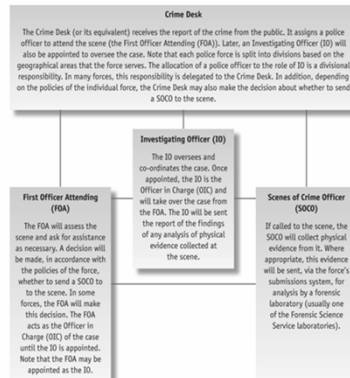 Crime Desk
The Crime Desk (or its equivalent) receives the report of the crime from the public. It assigns a police
officer to attend the scene (the First Officer Attending (FOA)). Later, an Investigating Officer (IO) will
also be appointed to oversee the case. Note that each police force is split into divisions based on the
geographical areas that the force serves. The allocation of a police officer to the role of IO is a divisional
responsibility. In many forces, this responsibility is delegated to the Crime Desk. In addition, depending
on the policies of the individual force, the Crime Desk may also make the decision about whether to send
a SOCO to the scene.
Investigating Officer (IO)
The IO oversees and
co-ordinates the case. Once
appointed, the IO is the
Officer in Charge (OIC) and
will take over the case from
the FOA. The IO will be sent
the report of the findings
of any analysis of physical
evidence collected at
the scene.
First Officer Attending
(FOA)
The FOA will assess the
scene and ask for assistance
as necessary. A decision will
be made, in accordance with
the policies of the force,
whether to send a SOCO to
to the scene. In some
forces, the FOA will make
this decision. The FOA
acts as the Officer in
Charge (OIC) of the case
until the IO is appointed.
Note that the FOA may be
appointed as the IO.
Scenes of Crime Officer
(SOCO)
If called to the scene, the
SOCO will collect physical
evidence from it. Where
appropriate, this evidence
will be sent, via the force's
submissions system, for
analysis by a forensic
laboratory (usually one
of the Forensic Science
Service laboratories).